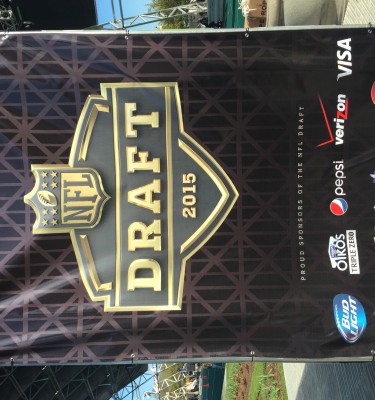 NFL
DRAFT
2015
PROUD SPONSORS OF THE NFL DRAFT
BUD LIGHT
OIKOS
TRIPLE ZERO
pepsi
verizon
VISA